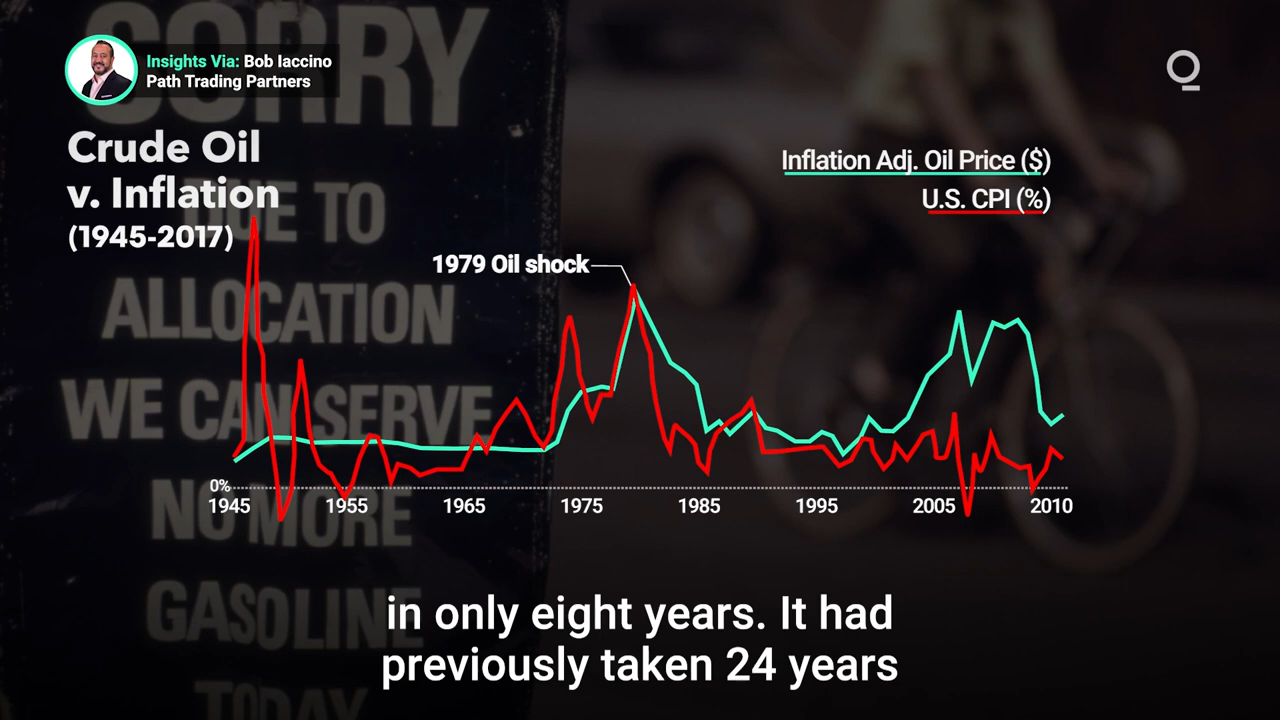 Insights Via: Bob Iaccino
Path Trading Partners
Crude Oil
v. Inflation
(1945-2017)
Inflation Adj. Oil Price ($)
U.S. CPI (%)
1979 Oil shock
0%
1945 1955 1965 1975 1985 1995 2005 2010
SORRY
DUE TO
ALLOCATION
WE CAN SERVE
NO MORE
GASOLINE
TODAY
in only eight years. It had
previously taken 24 years